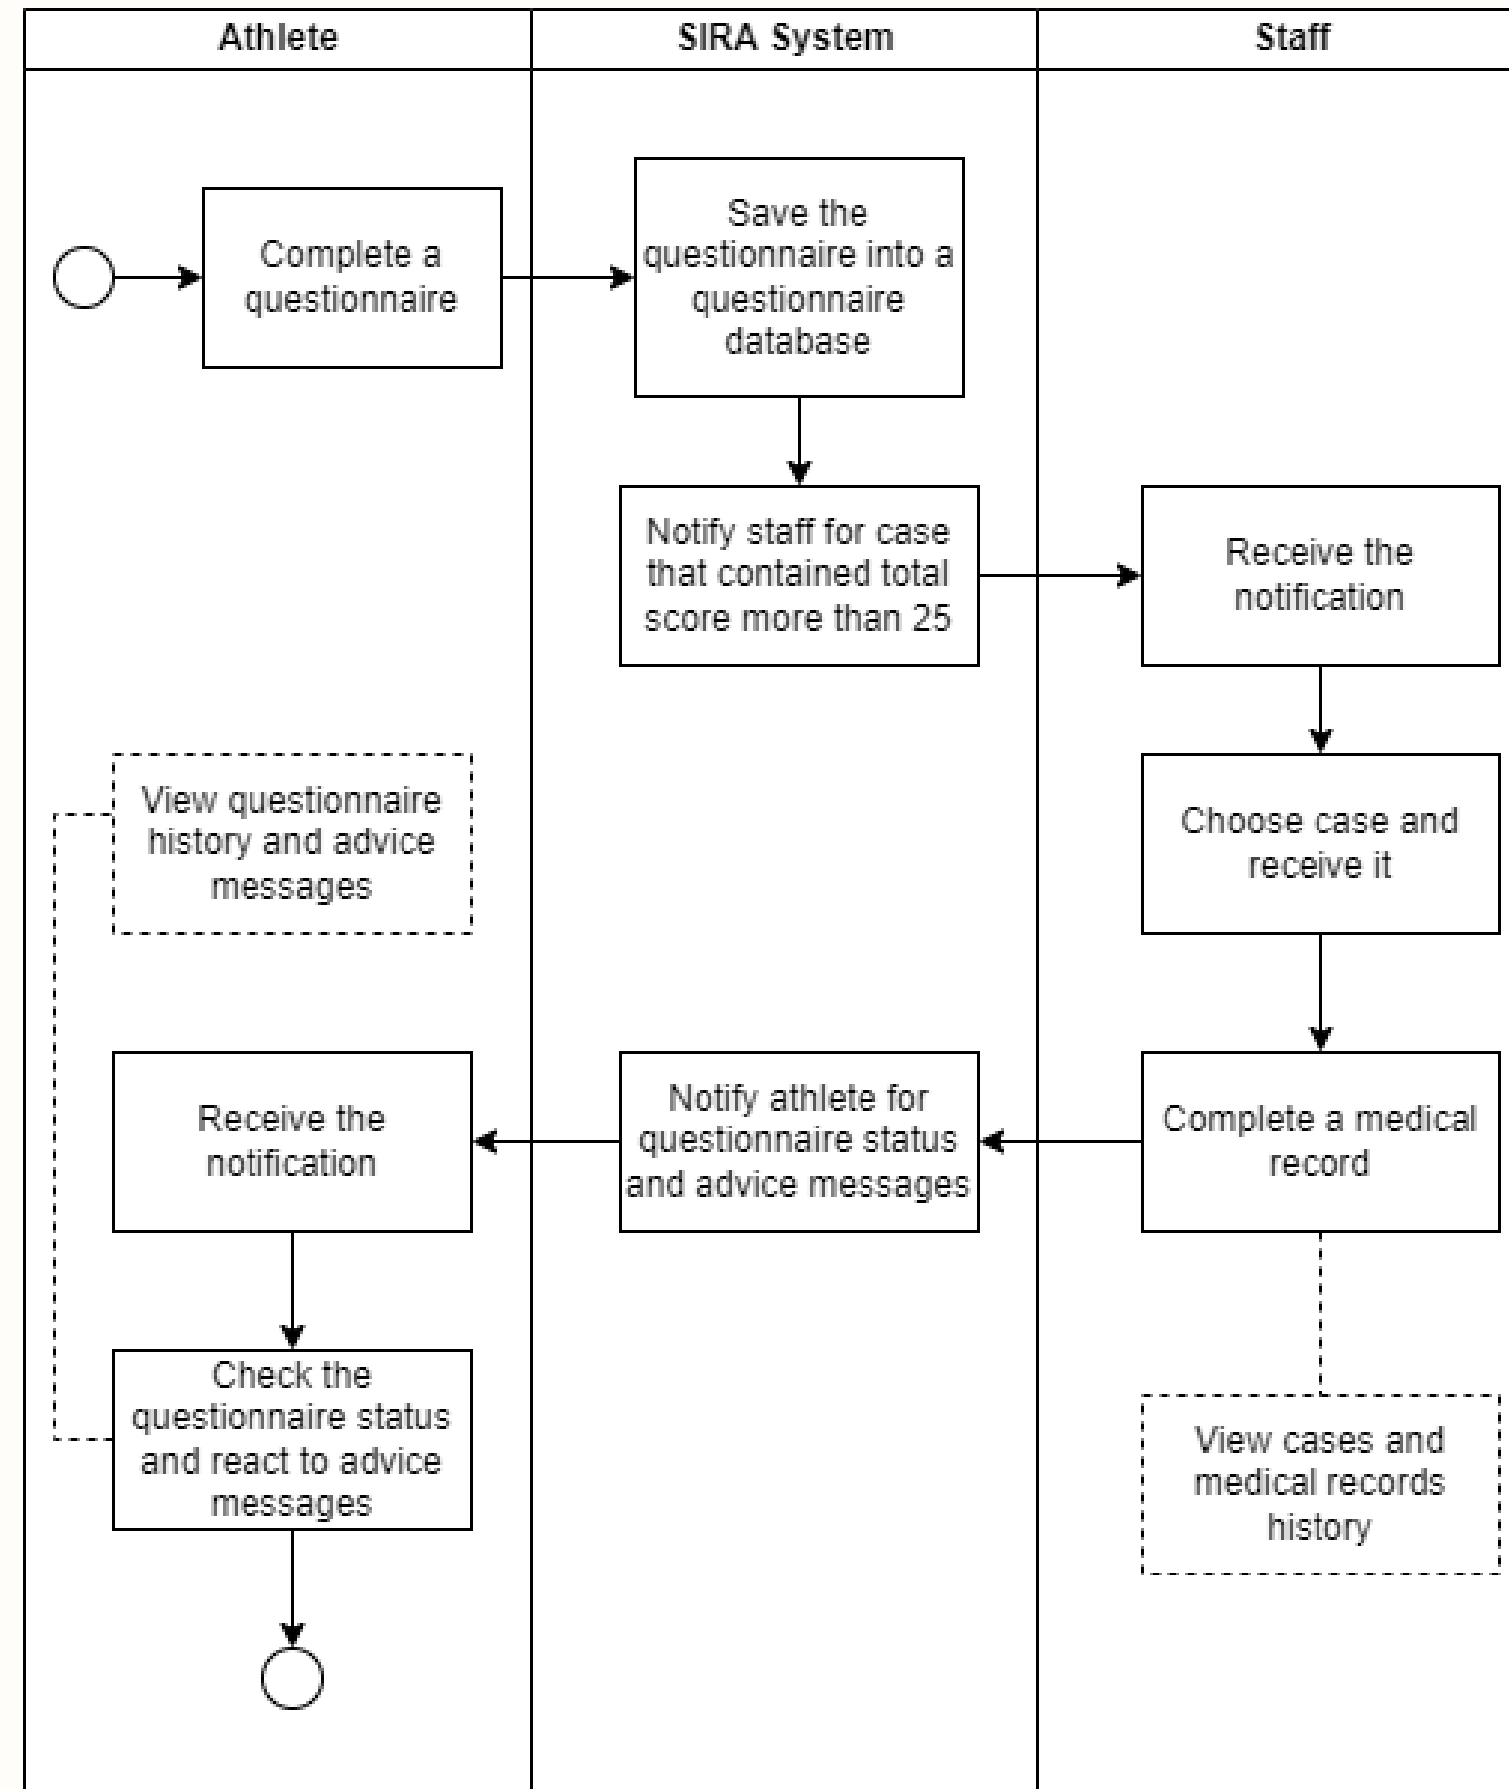 Athlete
SIRA System
Staff
Complete a
questionnaire
Save the
questionnaire into a
questionnaire
database
Notify staff for case
that contained total
score more than 25
Receive the
notification
View questionnaire
history and advice
messages
Choose case and
receive it
Receive the
notification
Notify athlete for
questionnaire status
and advice messages
Complete a medical
record
Check the
questionnaire status
and react to advice
messages
View cases and
medical records
history